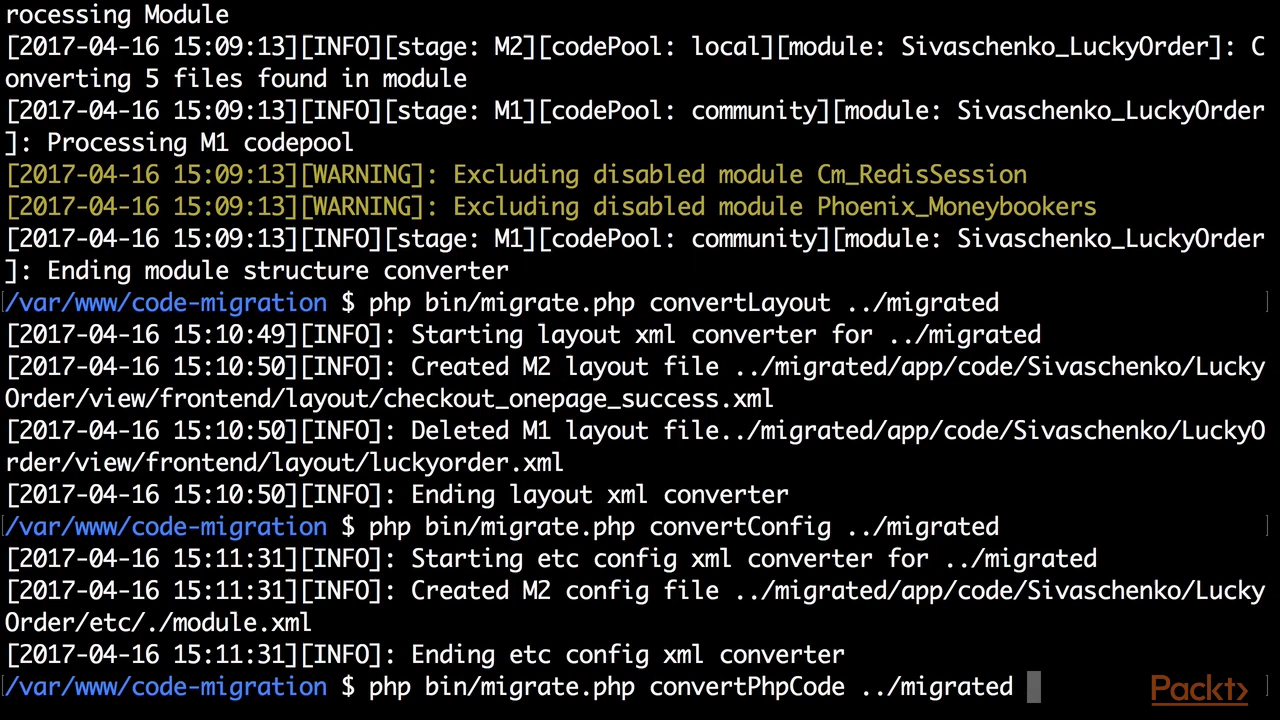 rocessing Module
[2017-04-16 15:09:13][INFO][stage: M2][codePool: local][module: Sivaschenko_LuckyOrder]: C
onverting 5 files found in module
[2017-04-16 15:09:13][INFO][stage: M1][codePool: community][module: Sivaschenko_LuckyOrder
]: Processing M1 codepool
[2017-04-16 15:09:13][WARNING]: Excluding disabled module Cm_RedisSession
[2017-04-16 15:09:13][WARNING]: Excluding disabled module Phoenix_Moneybookers
[2017-04-16 15:09:13][INFO][stage: M1][codePool: community][module: Sivaschenko_LuckyOrder
]: Ending module structure converter
/var/www/code-migration $ php bin/migrate.php convertLayout ../migrated
[2017-04-16 15:10:49][INFO]: Starting layout xml converter for ../migrated
[2017-04-16 15:10:50][INFO]: Created M2 layout file ../migrated/app/code/Sivaschenko/Lucky
Order/view/frontend/layout/checkout_onepage_success.xml
[2017-04-16 15:10:50][INFO]: Deleted M1 layout file../migrated/app/code/Sivaschenko/LuckyO
rder/view/frontend/layout/luckyorder.xml
[2017-04-16 15:10:50][INFO]: Ending layout xml converter
/var/www/code-migration $ php bin/migrate.php convertConfig ../migrated
[2017-04-16 15:11:31][INFO]: Starting etc config xml converter for ../migrated
[2017-04-16 15:11:31][INFO]: Created M2 config file ../migrated/app/code/Sivaschenko/Lucky
Order/etc/./module.xml
[2017-04-16 15:11:31][INFO]: Ending etc config xml converter
/var/www/code-migration $ php bin/migrate.php convertPhpCode ../migrated
Packt>